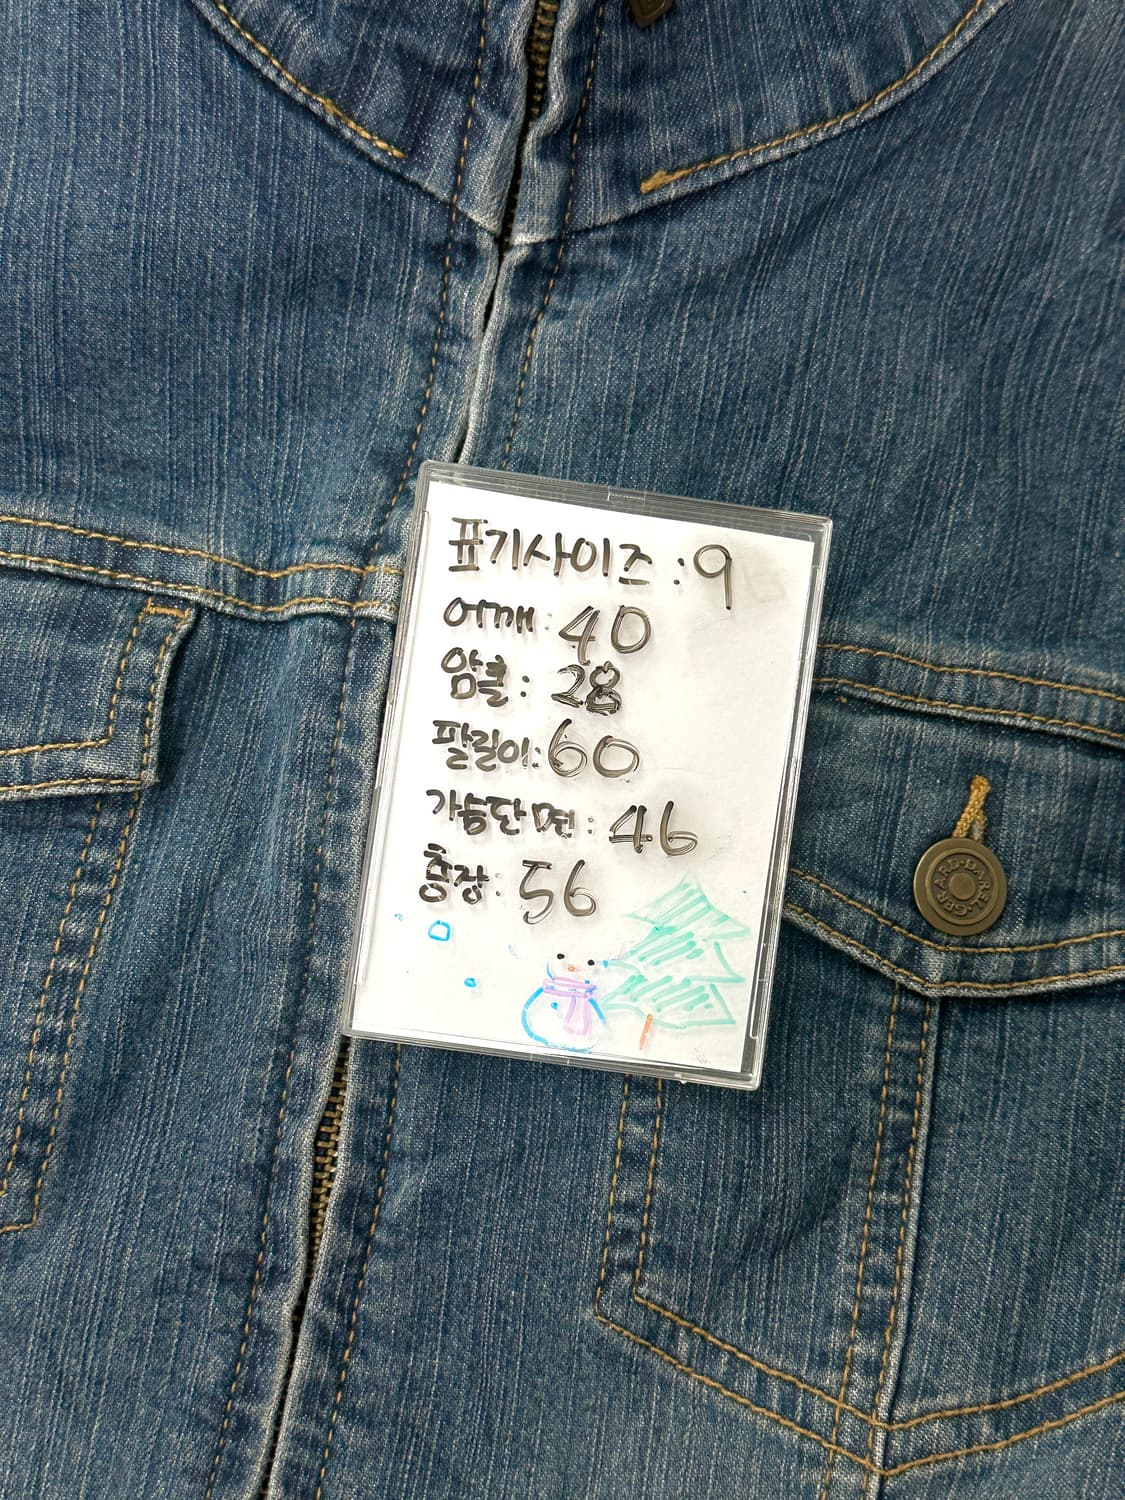 표기사이즈 : 9
어깨 : 40
암홀 : 28
팔길이 : 60
가슴단면 : 46
총장 : 56